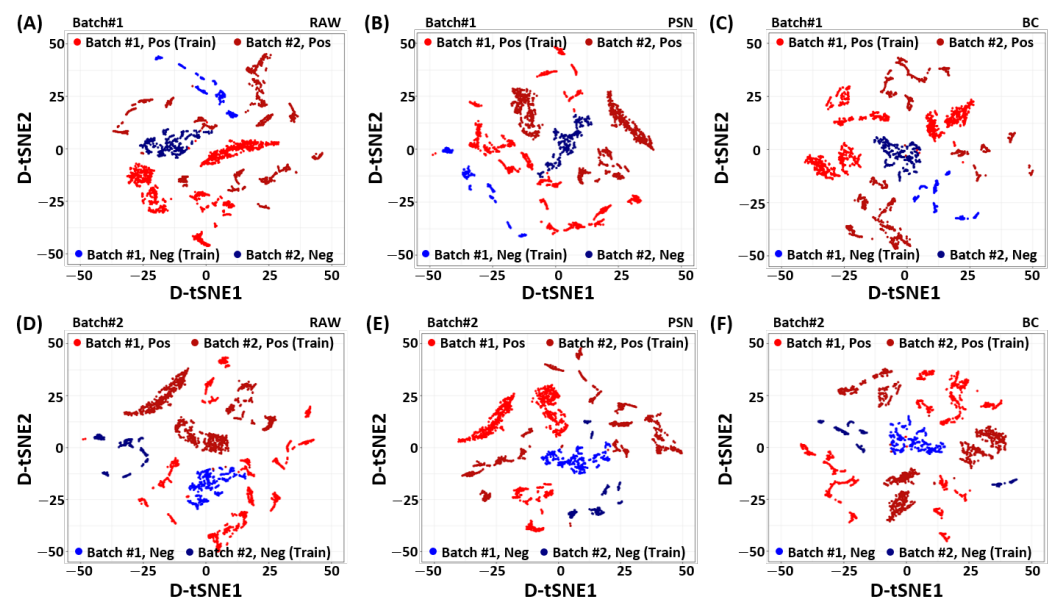 (A) Batch#1 RAW
Batch #1, Pos (Train) Batch #2, Pos
50
25
0
−25
−50
D-tSNE2
Batch #1, Neg (Train) Batch #2, Neg
−50 −25 0 25 50
D-tSNE1
(B) Batch#1 PSN
Batch #1, Pos (Train) Batch #2, Pos
50
25
0
−25
−50
D-tSNE2
Batch #1, Neg (Train) Batch #2, Neg
−50 −25 0 25 50
D-tSNE1
(C) Batch#1 BC
Batch #1, Pos (Train) Batch #2, Pos
50
25
0
−25
−50
D-tSNE2
Batch #1, Neg (Train) Batch #2, Neg
−50 −25 0 25 50
D-tSNE1
(D) Batch#2 RAW
Batch #1, Pos Batch #2, Pos (Train)
50
25
0
−25
−50
D-tSNE2
Batch #1, Neg Batch #2, Neg (Train)
−50 −25 0 25 50
D-tSNE1
(E) Batch#2 PSN
Batch #1, Pos Batch #2, Pos (Train)
50
25
0
−25
−50
D-tSNE2
Batch #1, Neg Batch #2, Neg (Train)
−50 −25 0 25 50
D-tSNE1
(F) Batch#2 BC
Batch #1, Pos Batch #2, Pos (Train)
50
25
0
−25
−50
D-tSNE2
Batch #1, Neg Batch #2, Neg (Train)
−50 −25 0 25 50
D-tSNE1